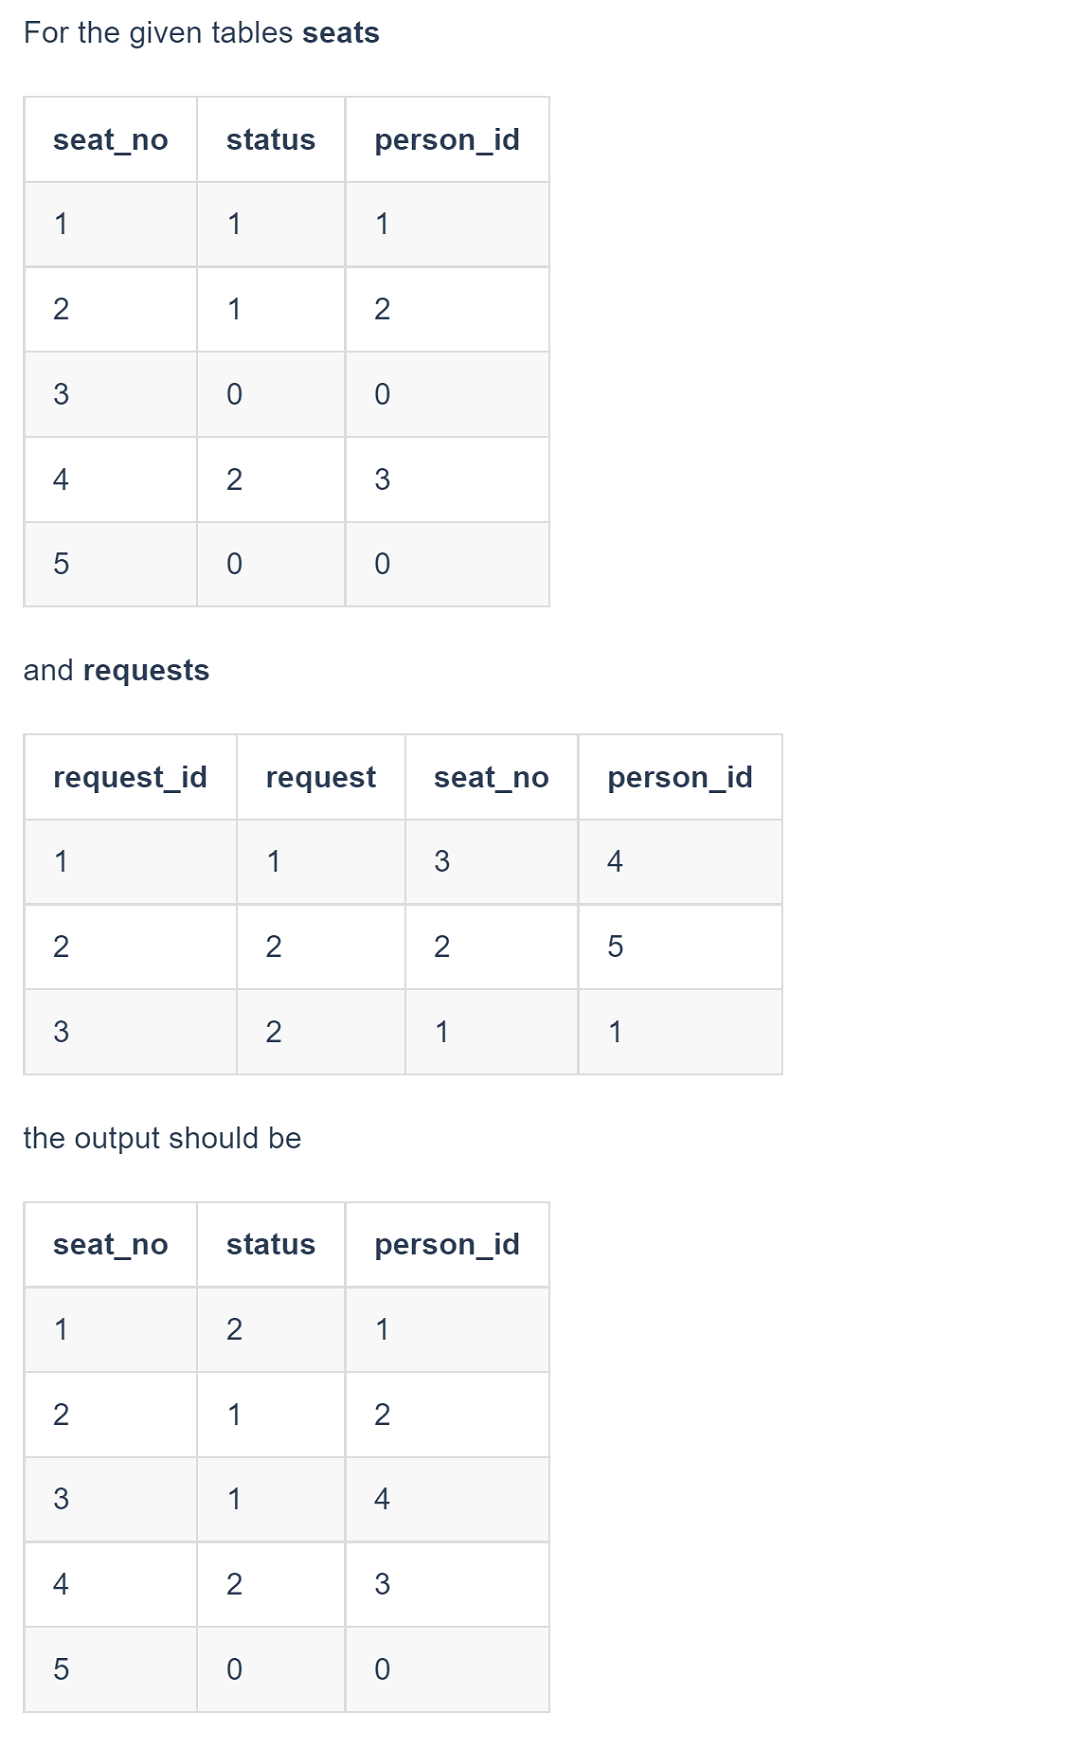 For the given tables seats
seat_no status person_id
1 1 1
2 1 2
3 0 0
4 2 3
5 0 0
and requests
request_id request seat_no person_id
1 1 3 4
2 2 2 5
3 2 1 1
the output should be
seat_no status person_id
1 2 1
2 1 2
3 1 4
4 2 3
5 0 0